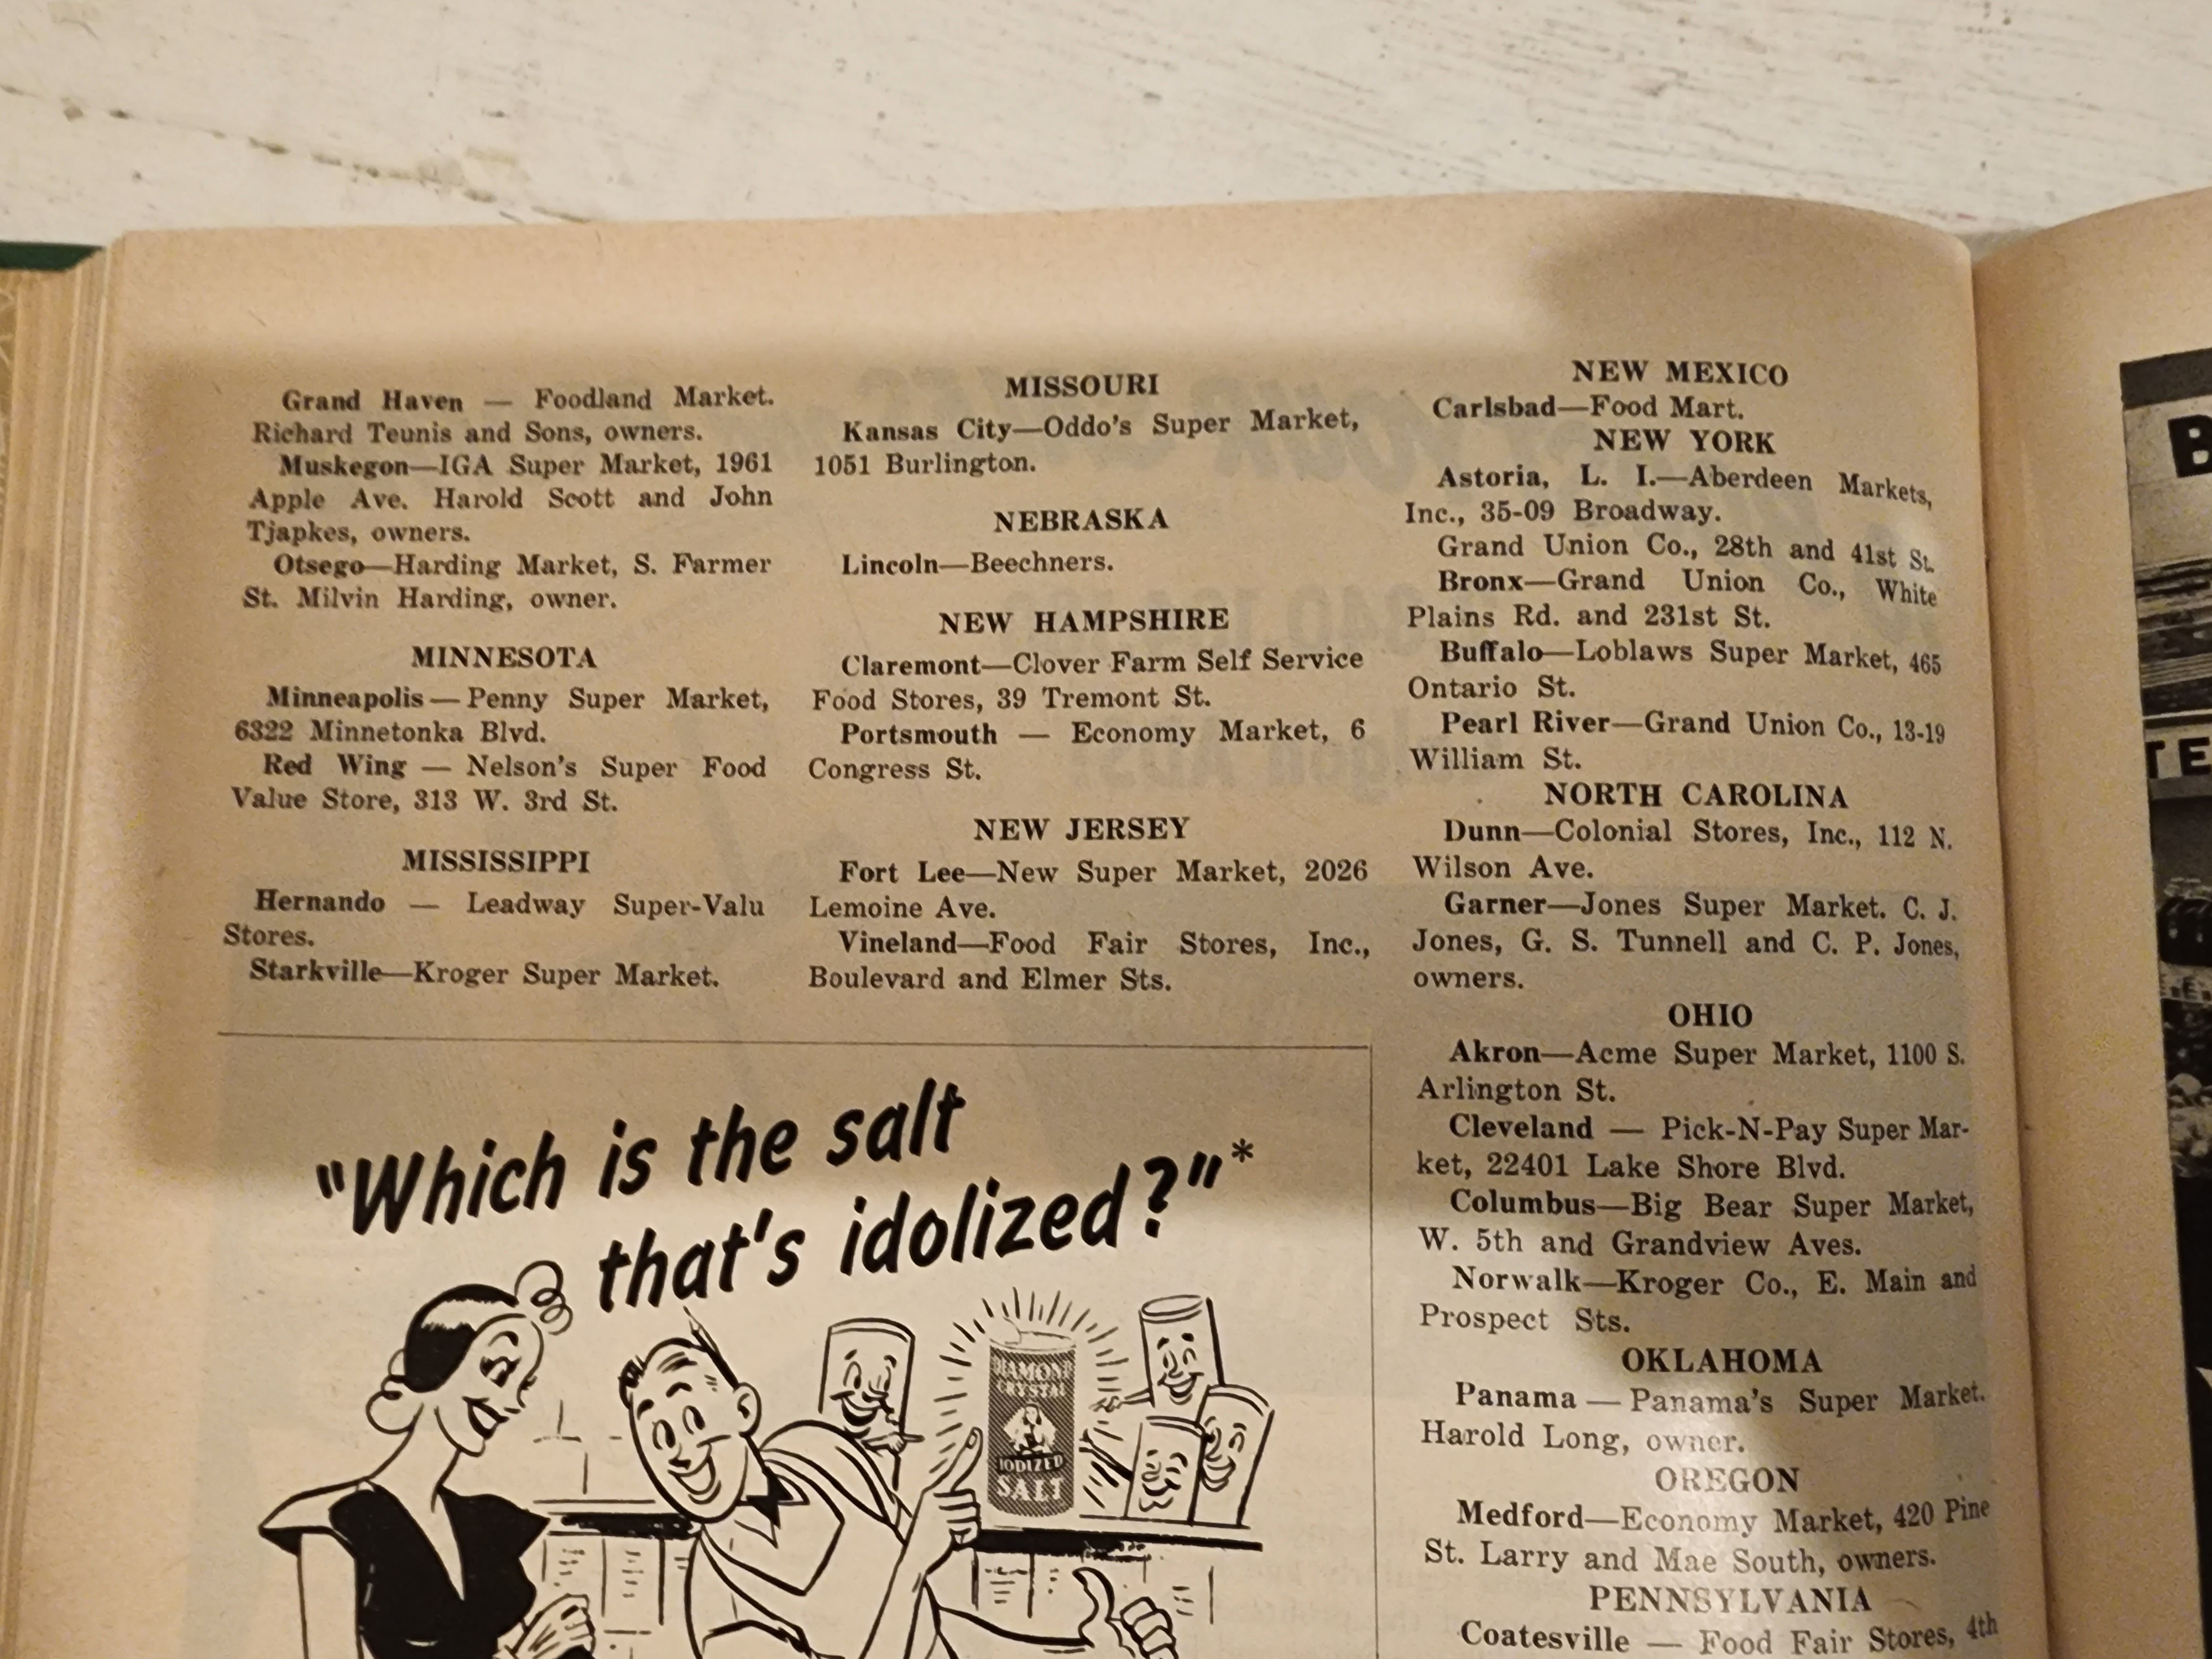 Grand Haven — Foodland Market.
Richard Teunis and Sons, owners.
Muskegon—IGA Super Market, 1961
Apple Ave. Harold Scott and John
Tjapkes, owners.
Otsego—Harding Market, S. Farmer
St. Milvin Harding, owner.
MINNESOTA
Minneapolis — Penny Super Market,
6322 Minnetonka Blvd.
Red Wing — Nelson's Super Food
Value Store, 313 W. 3rd St.
MISSISSIPPI
Hernando — Leadway Super-Valu
Stores.
Starkville—Kroger Super Market.
MISSOURI
Kansas City—Oddo's Super Market,
1051 Burlington.
NEBRASKA
Lincoln—Beechners.
NEW HAMPSHIRE
Claremont—Clover Farm Self Service
Food Stores, 39 Tremont St.
Portsmouth — Economy Market, 6
Congress St.
NEW JERSEY
Fort Lee—New Super Market, 2026
Lemoine Ave.
Vineland—Food Fair Stores, Inc.,
Boulevard and Elmer Sts.
NEW MEXICO
Carlsbad—Food Mart.
NEW YORK
Astoria, L. I.—Aberdeen Markets,
Inc., 35-09 Broadway.
Grand Union Co., 28th and 41st St.
Bronx—Grand Union Co., White
Plains Rd. and 231st St.
Buffalo—Loblaws Super Market, 465
Ontario St.
Pearl River—Grand Union Co., 13-19
William St.
NORTH CAROLINA
Dunn—Colonial Stores, Inc., 112 N.
Wilson Ave.
Garner—Jones Super Market. C. J.
Jones, G. S. Tunnell and C. P. Jones,
owners.
OHIO
Akron—Acme Super Market, 1100 S.
Arlington St.
Cleveland — Pick-N-Pay Super Mar-
ket, 22401 Lake Shore Blvd.
Columbus—Big Bear Super Market,
W. 5th and Grandview Aves.
Norwalk—Kroger Co., E. Main and
Prospect Sts.
OKLAHOMA
Panama — Panama's Super Market.
Harold Long, owner.
OREGON
Medford—Economy Market, 420 Pine
St. Larry and Mae South, owners.
PENNSYLVANIA
Coatesville — Food Fair Stores, 4th
"Which is the salt
that's idolized?"*
DIAMOND
CRYSTAL
IODIZED
SALT
B
TE